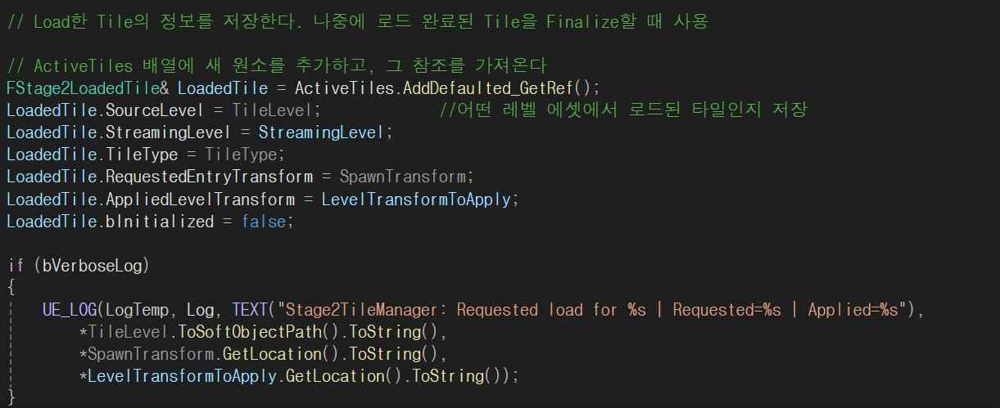 // Load한 Tile의 정보를 저장한다. 나중에 로드 완료된 Tile을 Finalize할 때 사용
// ActiveTiles 배열에 새 원소를 추가하고, 그 참조를 가져온다
FStage2LoadedTile& LoadedTile = ActiveTiles.AddDefaulted_GetRef();
LoadedTile.SourceLevel = TileLevel; //어떤 레벨 에셋에서 로드된 타일인지 저장
LoadedTile.StreamingLevel = StreamingLevel;
LoadedTile.TileType = TileType;
LoadedTile.RequestedEntryTransform = SpawnTransform;
LoadedTile.AppliedLevelTransform = LevelTransformToApply;
LoadedTile.bInitialized = false;
if (bVerboseLog)
{
UE_LOG(LogTemp, Log, TEXT("Stage2TileManager: Requested load for %s | Requested=%s | Applied=%s"),
*TileLevel.ToSoftObjectPath().ToString(),
*SpawnTransform.GetLocation().ToString(),
*LevelTransformToApply.GetLocation().ToString());
}